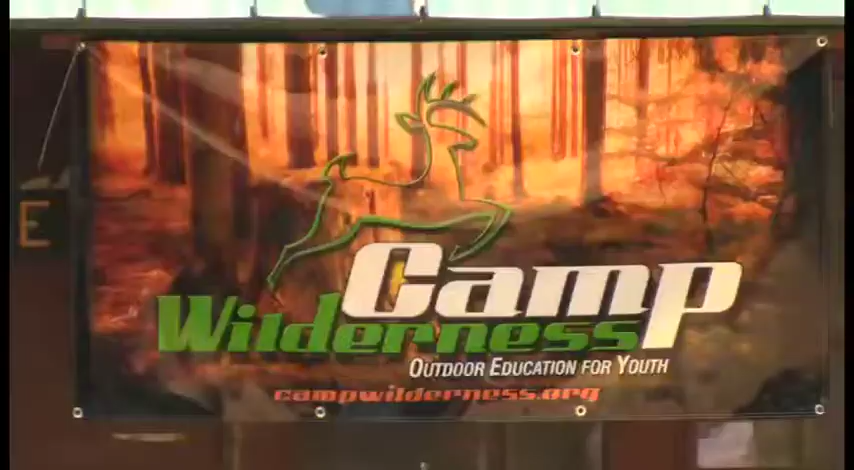 E
Camp
Wilderness
Outdoor Education for Youth
campwilderness.org